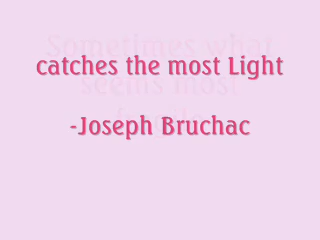 Sometimes what
catches the most Light
seems most
-Joseph Bruchac